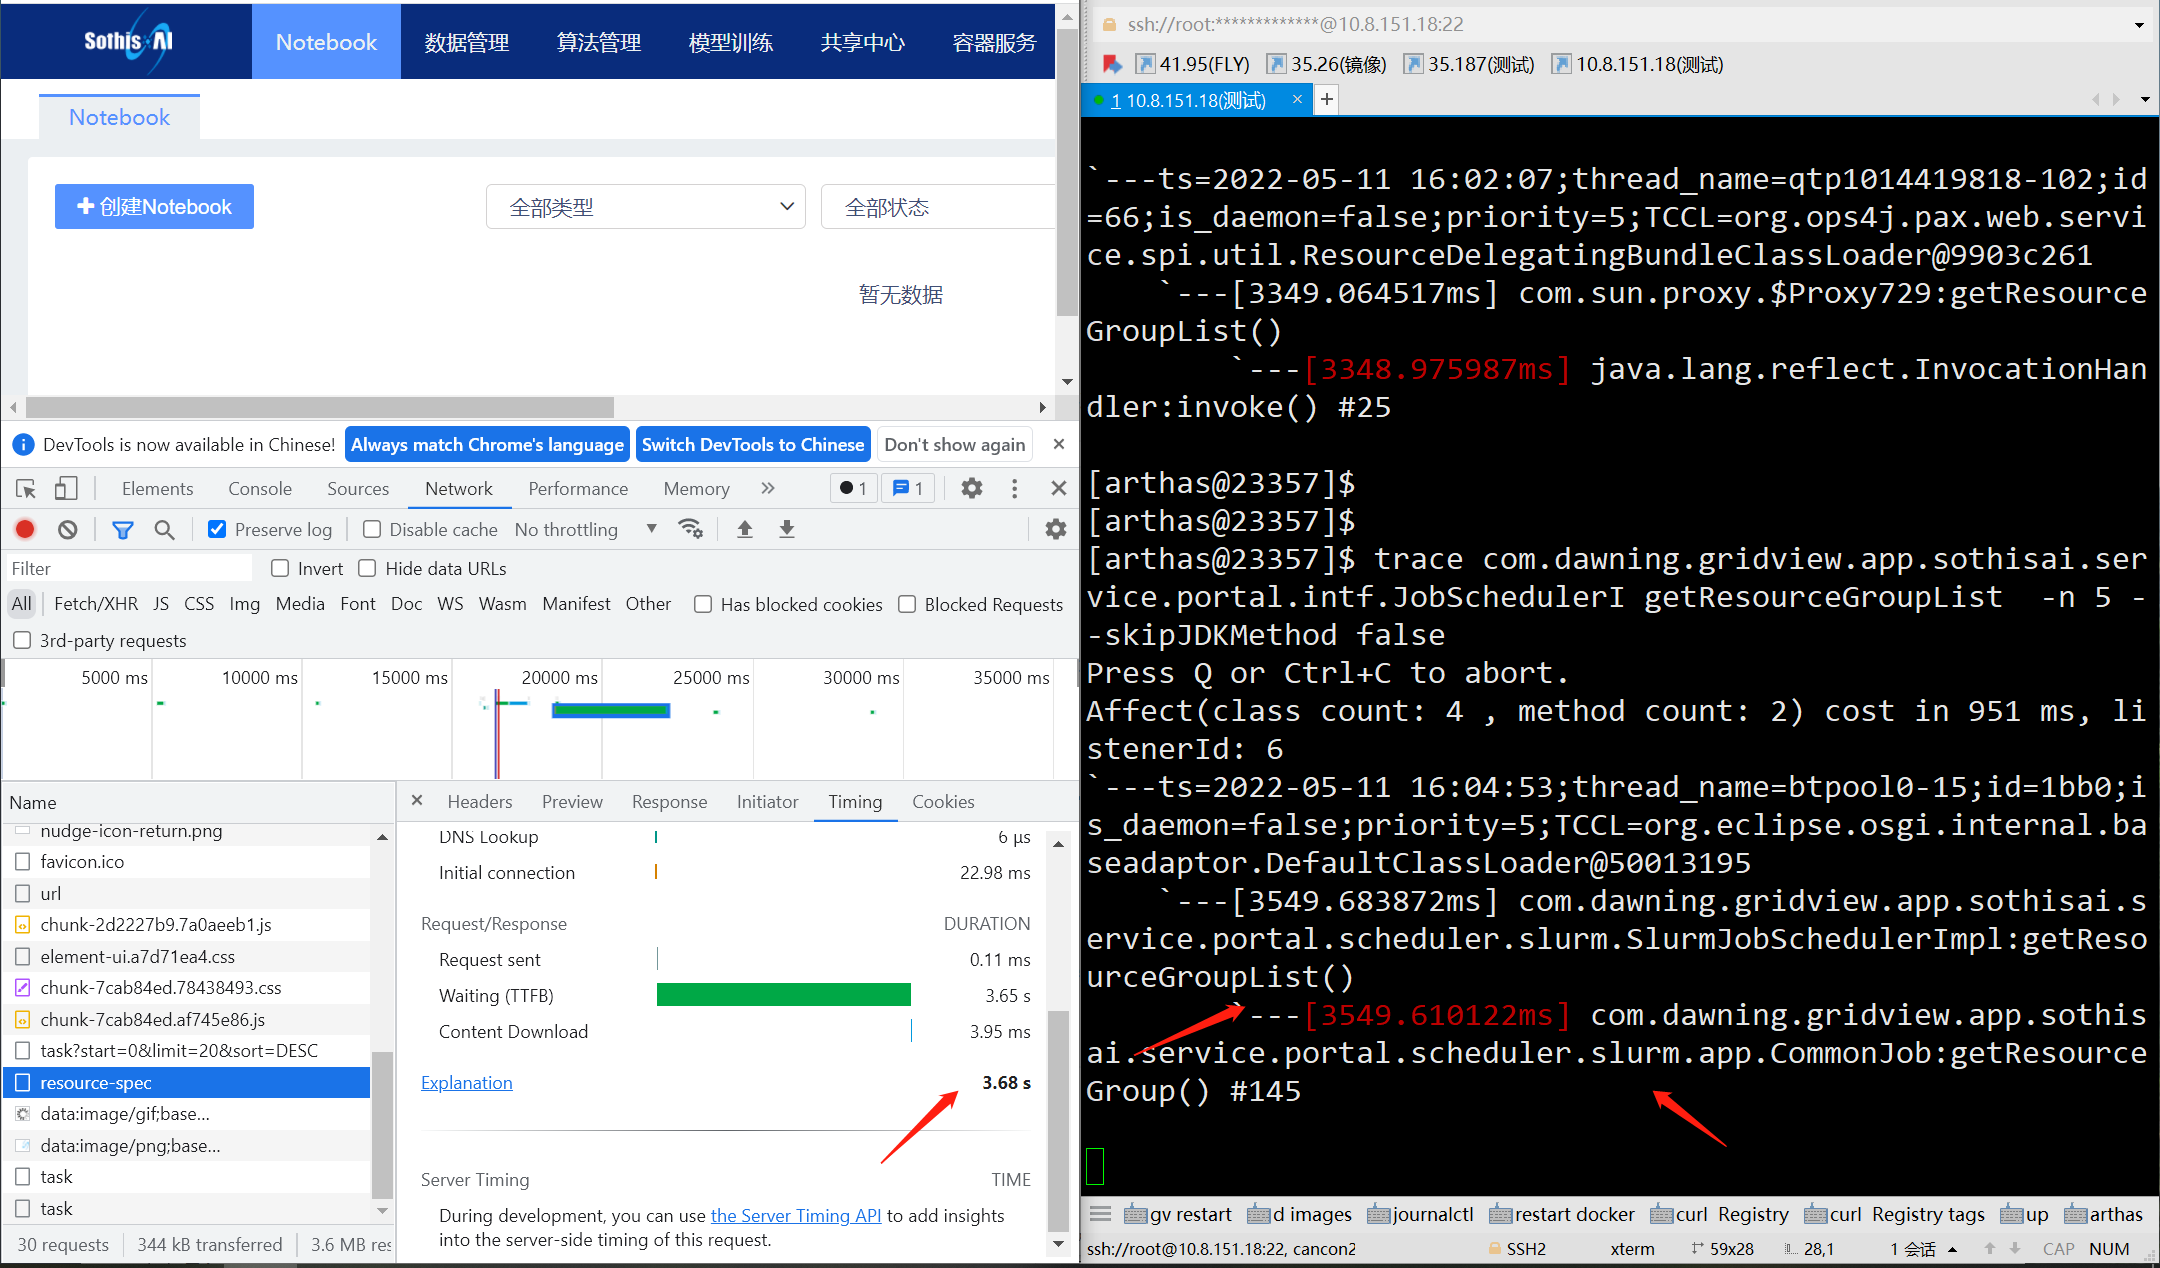 SothisAI
Notebook 数据管理 算法管理 模型训练 共享中心 容器服务
Notebook
创建Notebook
全部类型
全部状态
暂无数据
DevTools is now available in Chinese! Always match Chrome's language Switch DevTools to Chinese Don't show again
Elements Console Sources Network Performance Memory 1 1
Preserve log Disable cache No throttling
Filter Invert Hide data URLs
All Fetch/XHR JS CSS Img Media Font Doc WS Wasm Manifest Other Has blocked cookies Blocked Requests
3rd-party requests
5000 ms 10000 ms 15000 ms 20000 ms 25000 ms 30000 ms 35000 ms
Name
nudge-icon-return.png
favicon.ico
url
chunk-2d2227b9.7a0aeeb1.js
element-ui.a7d71ea4.css
chunk-7cab84ed.78438493.css
chunk-7cab84ed.af745e86.js
task?start=0&limit=20&sort=DESC
resource-spec
data:image/gif;base...
data:image/png;base...
task
task
30 requests 344 kB transferred 3.6 MB res
Headers Preview Response Initiator Timing Cookies
DNS Lookup 6 μs
Initial connection 22.98 ms
Request/Response DURATION
Request sent 0.11 ms
Waiting (TTFB) 3.65 s
Content Download 3.95 ms
Explanation 3.68 s
Server Timing TIME
During development, you can use the Server Timing API to add insights
into the server-side timing of this request.
ssh://root:*************@10.8.151.18:22
41.95(FLY) 35.26(镜像) 35.187(测试) 10.8.151.18(测试)
1 10.8.151.18(测试) × +
`---ts=2022-05-11 16:02:07;thread_name=qtp1014419818-102;id
=66;is_daemon=false;priority=5;TCCL=org.ops4j.pax.web.servi
ce.spi.util.ResourceDelegatingBundleClassLoader@9903c261
`---[3349.064517ms] com.sun.proxy.$Proxy729:getResource
GroupList()
`---[3348.975987ms] java.lang.reflect.InvocationHan
dler:invoke() #25
[arthas@23357]$
[arthas@23357]$
[arthas@23357]$ trace com.dawning.gridview.app.sothisai.ser
vice.portal.intf.JobSchedulerI getResourceGroupList  -n 5 -
-skipJDKMethod false
Press Q or Ctrl+C to abort.
Affect(class count: 4 , method count: 2) cost in 951 ms, li
stenerId: 6
`---ts=2022-05-11 16:04:53;thread_name=btpool0-15;id=1bb0;i
s_daemon=false;priority=5;TCCL=org.eclipse.osgi.internal.ba
seadaptor.DefaultClassLoader@50013195
`---[3549.683872ms] com.dawning.gridview.app.sothisai.s
ervice.portal.scheduler.slurm.SlurmJobSchedulerImpl:getReso
urceGroupList()
`---[3549.610122ms] com.dawning.gridview.app.sothis
ai.service.portal.scheduler.slurm.app.CommonJob:getResource
Group() #145
gv restart d images journalctl restart docker curl Registry curl Registry tags up arthas
ssh://root@10.8.151.18:22, cancon2 SSH2 xterm 59x28 28,1 1 会话 CAP NUM